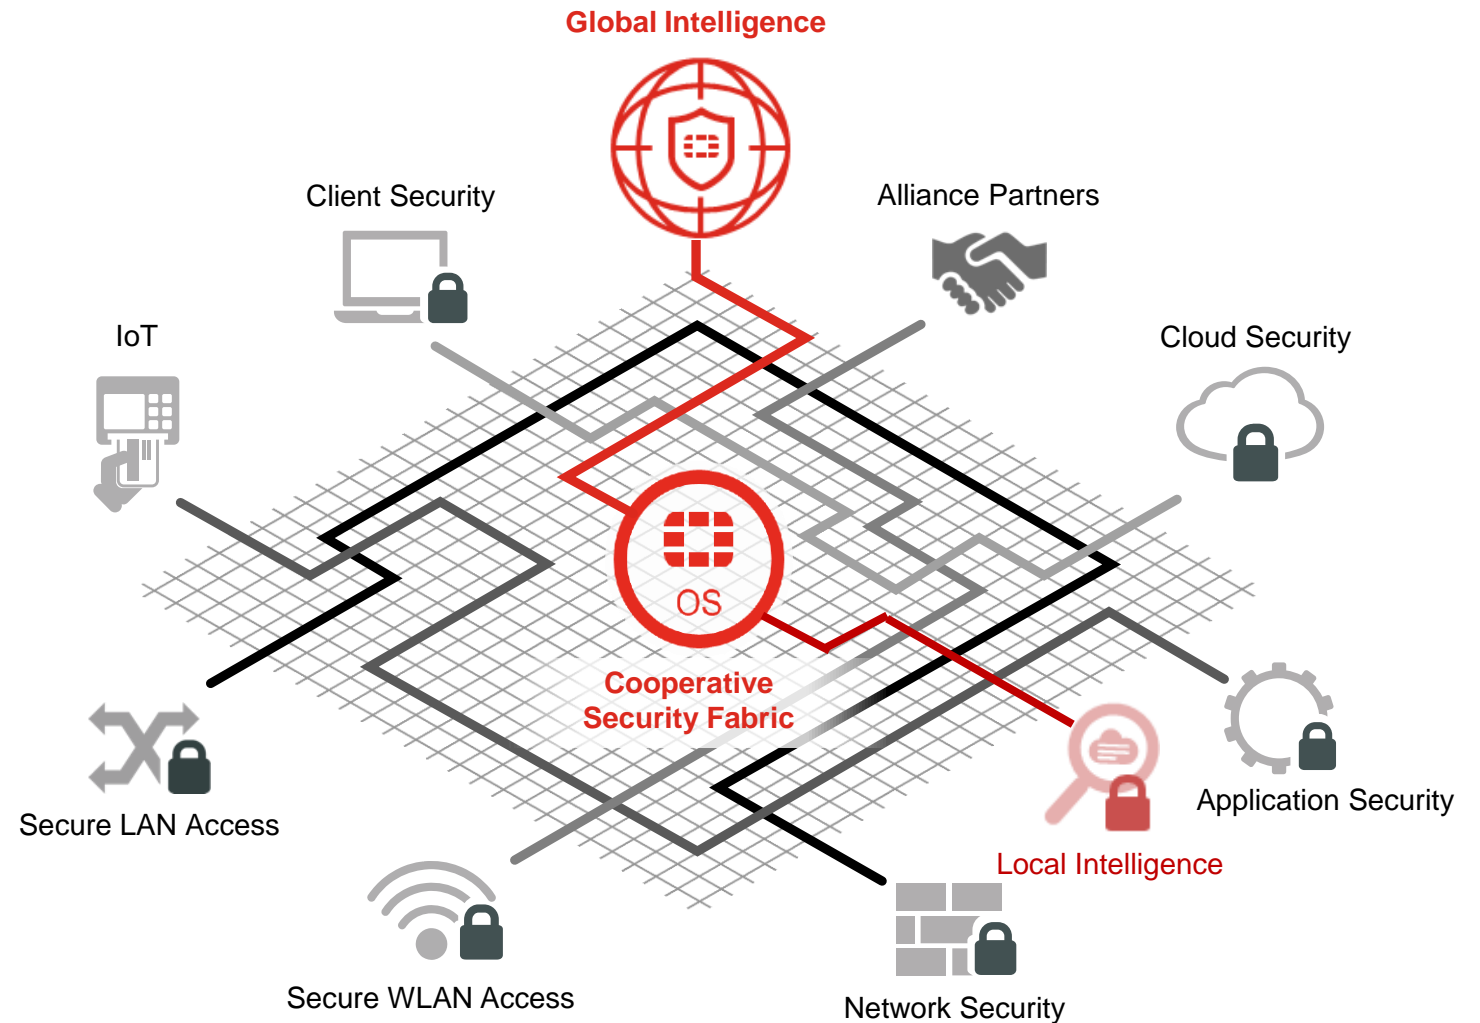 Global Intelligence
Client Security
Alliance Partners
IoT
Cloud Security
OS
Cooperative
Security Fabric
Application Security
Secure LAN Access
Local Intelligence
Secure WLAN Access
Network Security